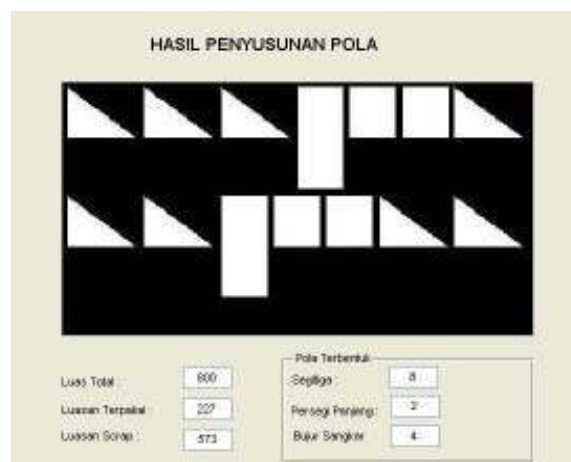 HASIL PENYUSUNAN POLA
Luas Total : 800
Luasan Terpakai : 227
Luasan Scrap : 573
Pola Terbentuk
Segitiga : 8
Persegi Panjang : 2
Bujur Sangkar 4